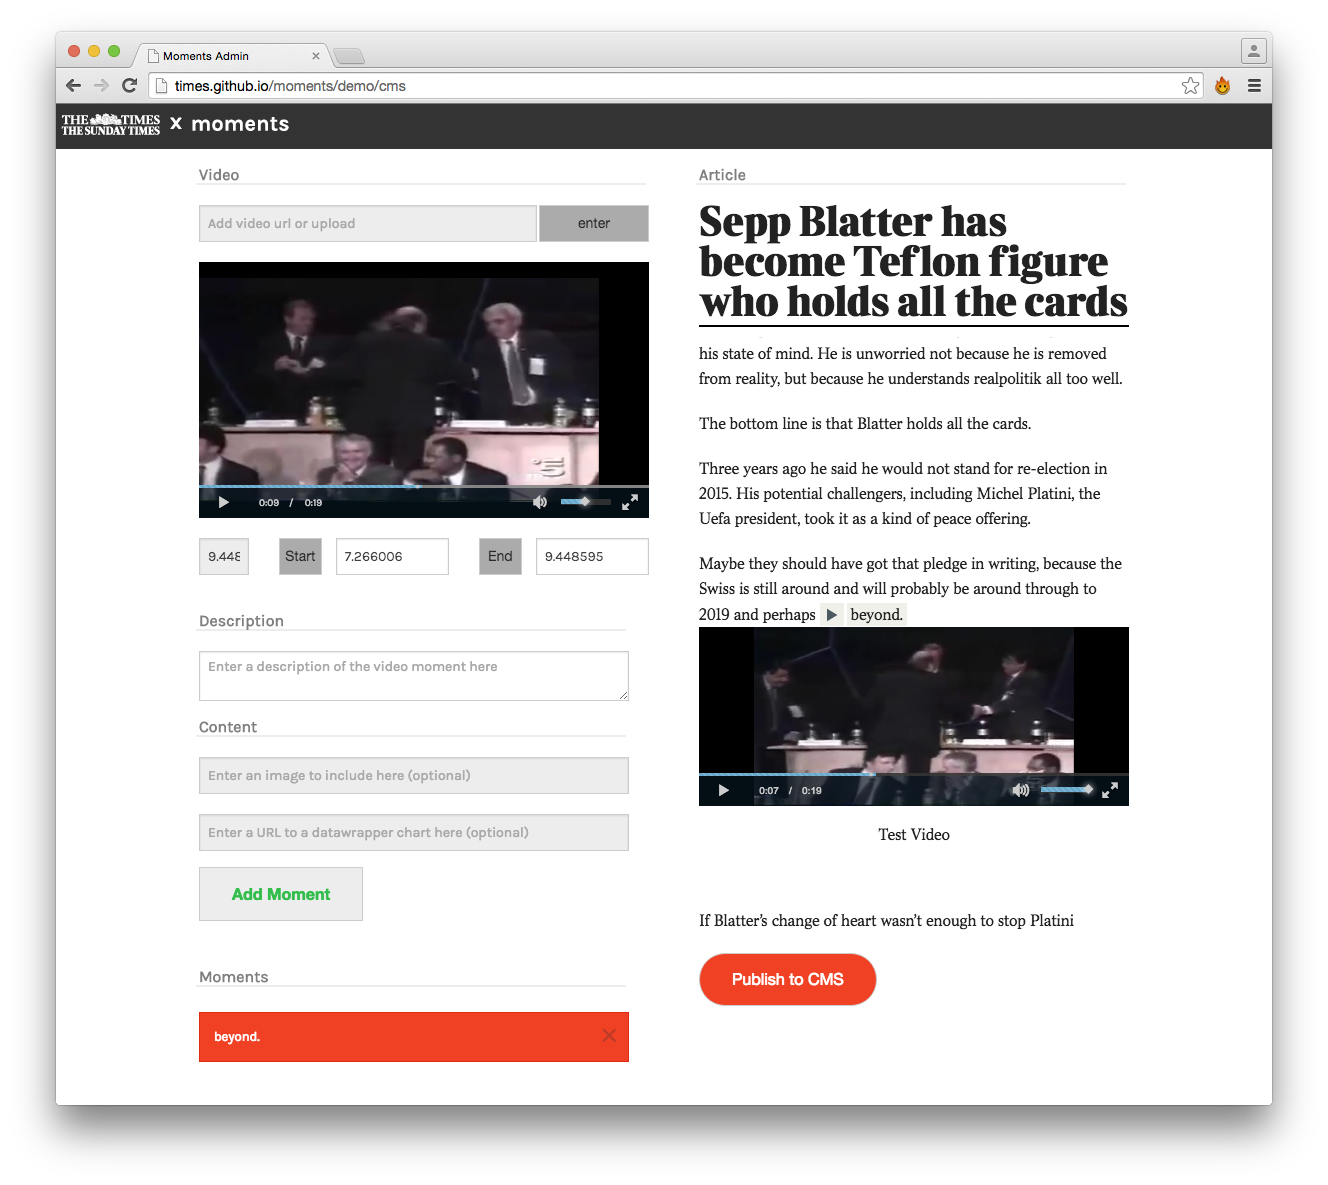 Moments Admin
times.github.io/moments/demo/cms
THE TIMES
THE SUNDAY TIMES
x moments
Video
Add video url or upload
enter
0:09 / 0:19
9.448
Start
7.266006
End
9.448595
Description
Enter a description of the video moment here
Content
Enter an image to include here (optional)
Enter a URL to a datawrapper chart here (optional)
Add Moment
Moments
beyond.
Article
Sepp Blatter has
become Teflon figure
who holds all the cards
his state of mind. He is unworried not because he is removed
from reality, but because he understands realpolitik all too well.
The bottom line is that Blatter holds all the cards.
Three years ago he said he would not stand for re-election in
2015. His potential challengers, including Michel Platini, the
Uefa president, took it as a kind of peace offering.
Maybe they should have got that pledge in writing, because the
Swiss is still around and will probably be around through to
2019 and perhaps beyond.
0:07 / 0:19
Test Video
If Blatter’s change of heart wasn’t enough to stop Platini
Publish to CMS